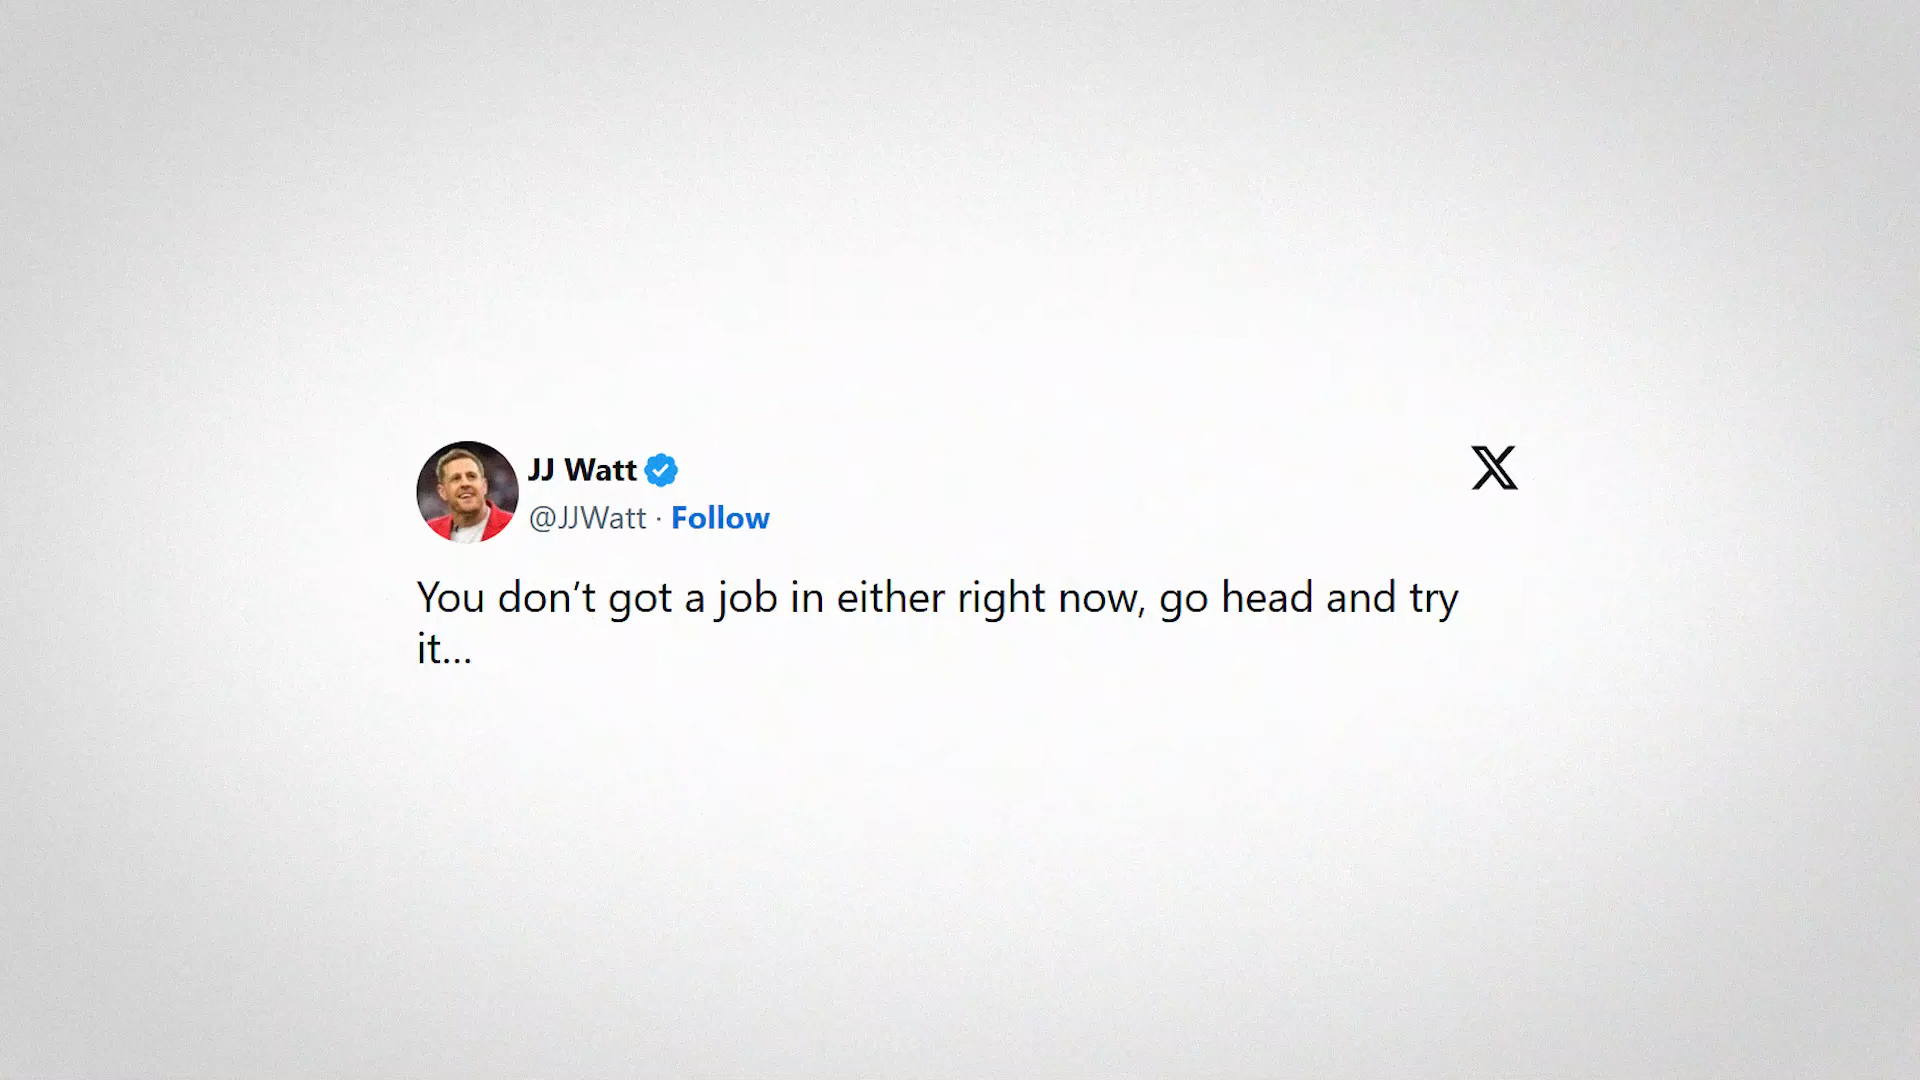 JJ Watt
@JJWatt · Follow
You don’t got a job in either right now, go head and try
it...